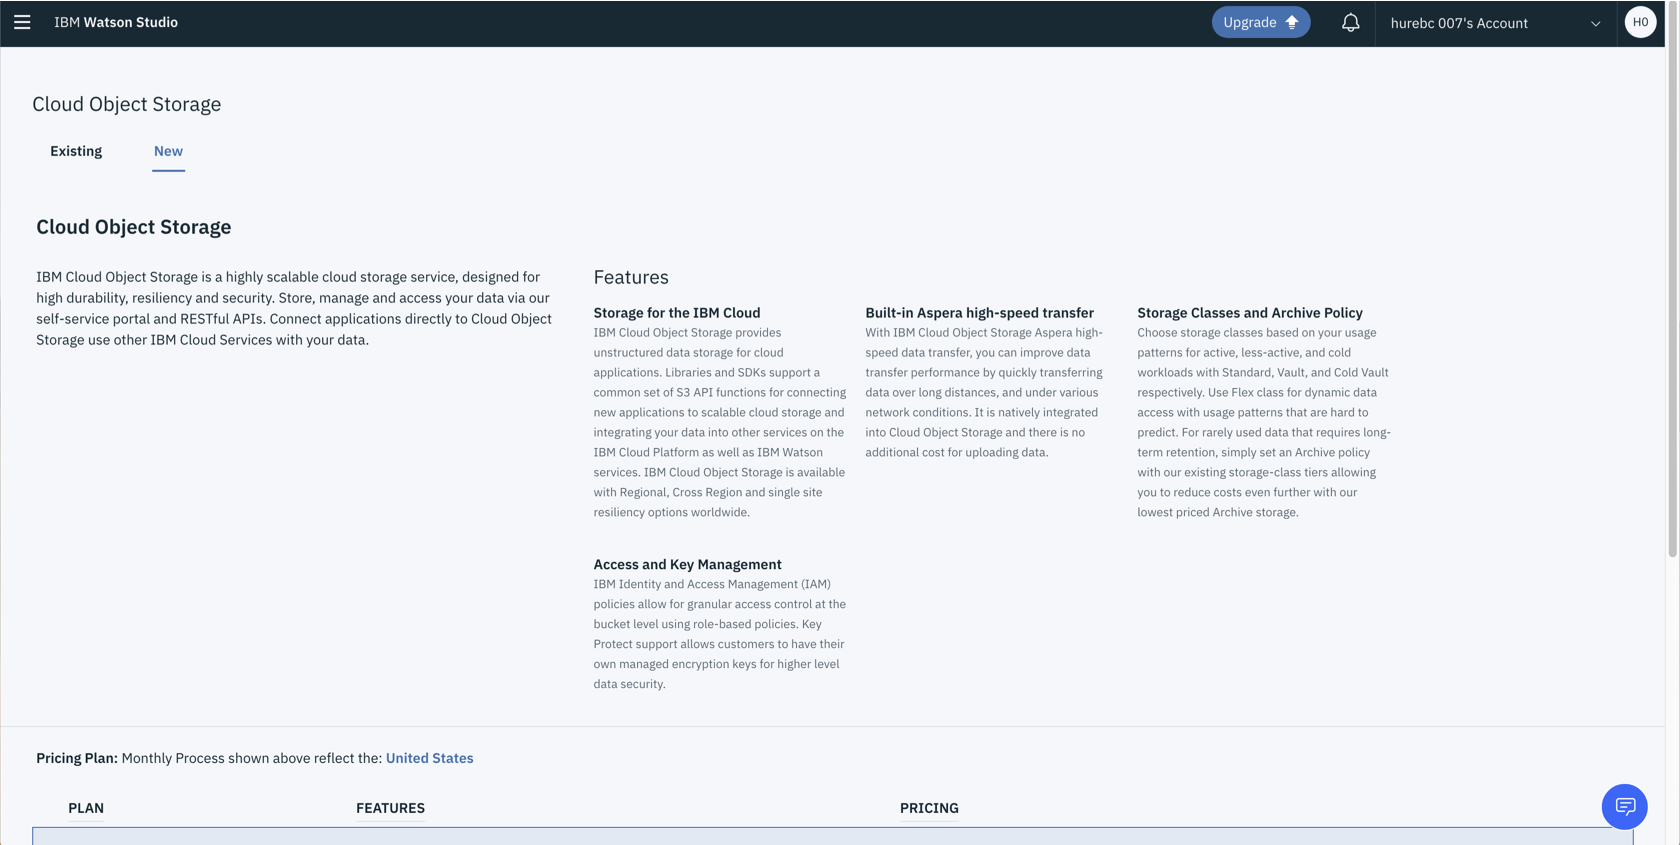 IBM Watson Studio
Upgrade
hurebc 007's Account
H0
Cloud Object Storage
Existing
New
Cloud Object Storage
IBM Cloud Object Storage is a highly scalable cloud storage service, designed for
high durability, resiliency and security. Store, manage and access your data via our
self-service portal and RESTful APIs. Connect applications directly to Cloud Object
Storage use other IBM Cloud Services with your data.
Features
Storage for the IBM Cloud
IBM Cloud Object Storage provides
unstructured data storage for cloud
applications. Libraries and SDKs support a
common set of S3 API functions for connecting
new applications to scalable cloud storage and
integrating your data into other services on the
IBM Cloud Platform as well as IBM Watson
services. IBM Cloud Object Storage is available
with Regional, Cross Region and single site
resiliency options worldwide.
Built-in Aspera high-speed transfer
With IBM Cloud Object Storage Aspera high-
speed data transfer, you can improve data
transfer performance by quickly transferring
data over long distances, and under various
network conditions. It is natively integrated
into Cloud Object Storage and there is no
additional cost for uploading data.
Storage Classes and Archive Policy
Choose storage classes based on your usage
patterns for active, less-active, and cold
workloads with Standard, Vault, and Cold Vault
respectively. Use Flex class for dynamic data
access with usage patterns that are hard to
predict. For rarely used data that requires long-
term retention, simply set an Archive policy
with our existing storage-class tiers allowing
you to reduce costs even further with our
lowest priced Archive storage.
Access and Key Management
IBM Identity and Access Management (IAM)
policies allow for granular access control at the
bucket level using role-based policies. Key
Protect support allows customers to have their
own managed encryption keys for higher level
data security.
Pricing Plan: Monthly Process shown above reflect the: United States
PLAN
FEATURES
PRICING